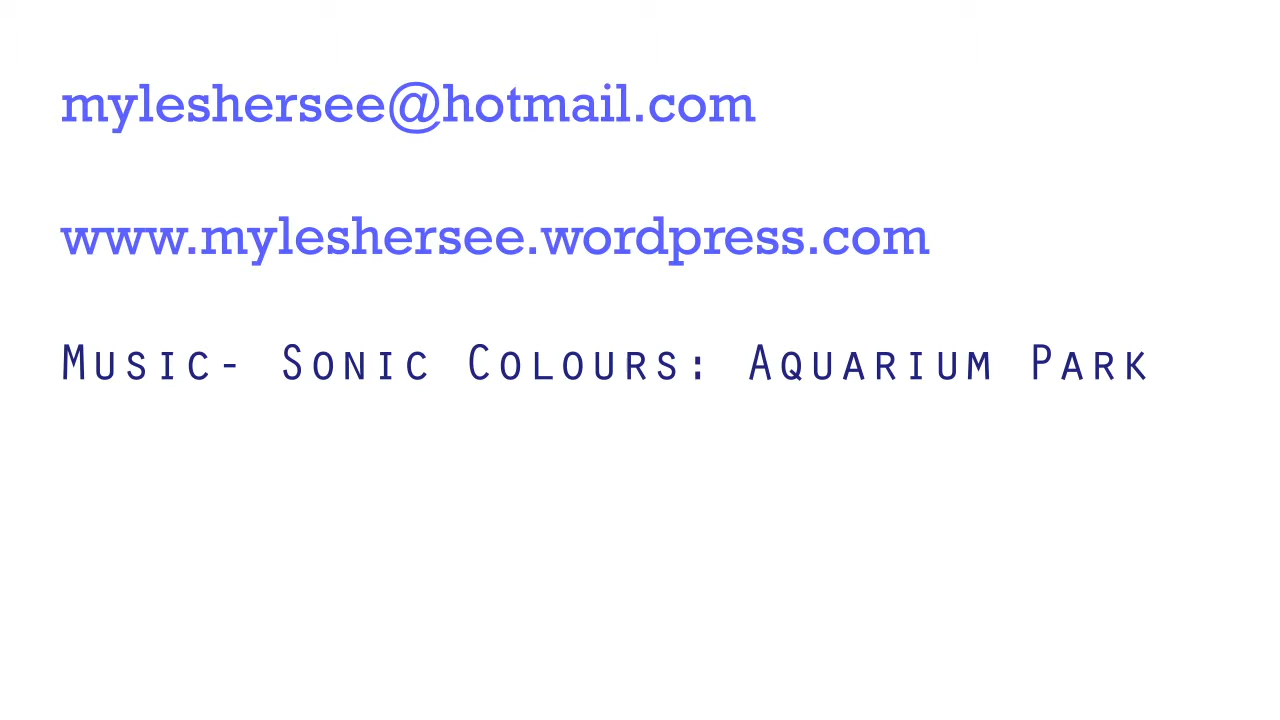 myleshersee@hotmail.com
www.myleshersee.wordpress.com
Music- Sonic Colours: Aquarium Park